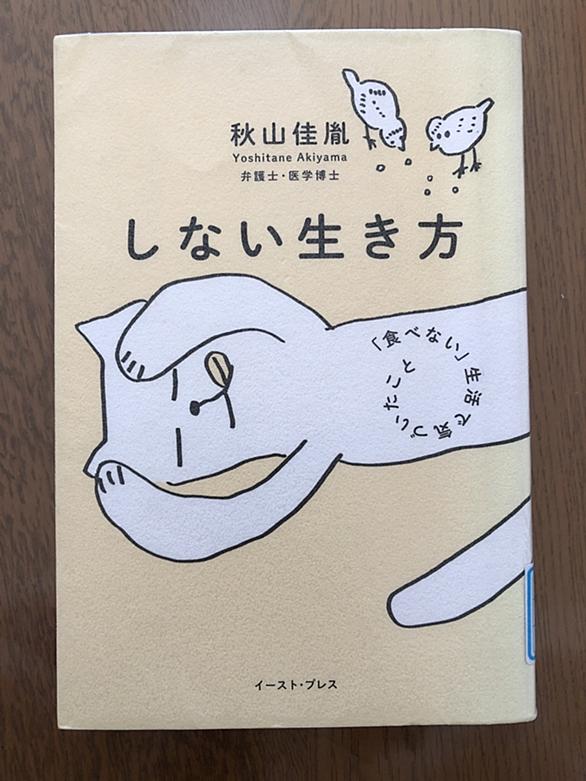 秋山佳胤
Yoshitane Akiyama
弁護士・医学博士
しない生き方
「食べない」生活で気づいたこと
イースト・プレス